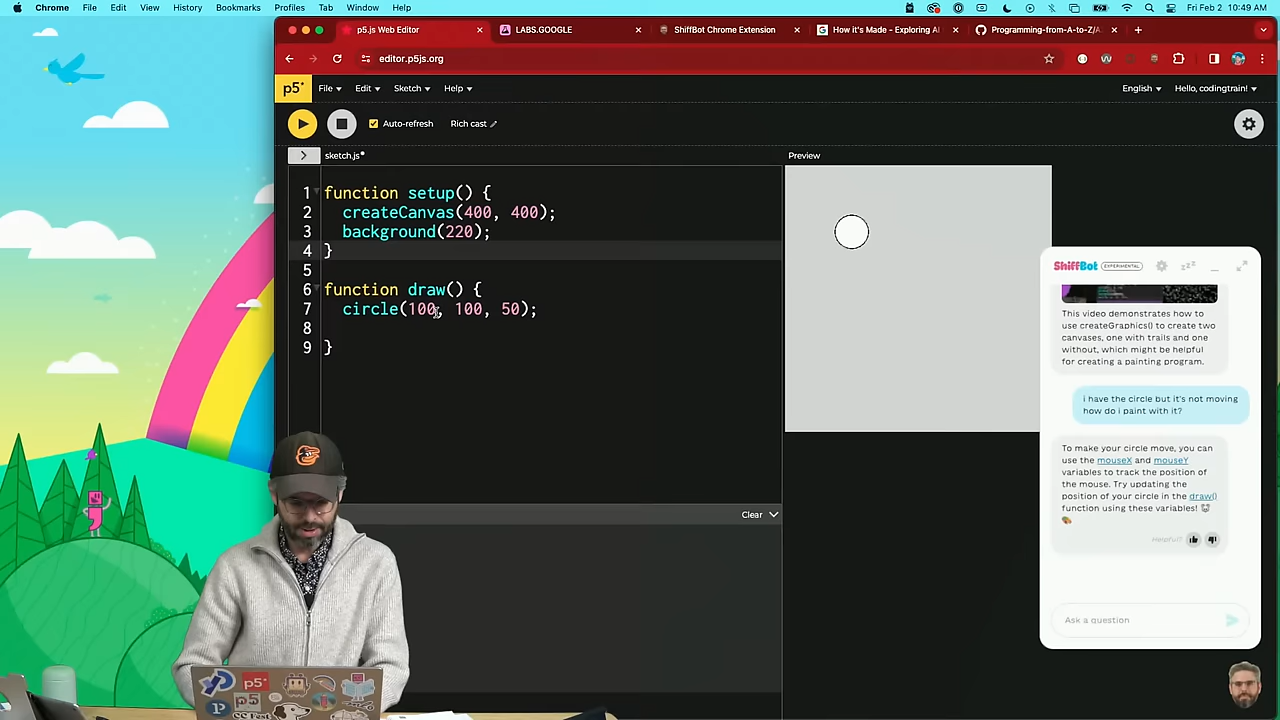 Chrome File Edit View History Bookmarks Profiles Tab Window Help Fri Feb 2 10:49 AM
p5.js Web Editor LABS.GOOGLE ShiffBot Chrome Extension How it's Made - Exploring AI Programming-from-A-to-Z/A
editor.p5js.org
p5* File Edit Sketch Help English Hello, codingtrain!
Auto-refresh Rich cast
sketch.js Preview
1 function setup() {
2 createCanvas(400, 400);
3 background(220);
4 }
5
6 function draw() {
7 circle(100, 100, 50);
8
9 }
Clear
ShiffBot EXPERIMENTAL
This video demonstrates how to
use createGraphics() to create two
canvases, one with trails and one
without, which might be helpful
for creating a painting program.
i have the circle but it's not moving
how do i paint with it?
To make your circle move, you can
use the mouseX and mouseY
variables to track the position of
the mouse. Try updating the
position of your circle in the draw()
function using these variables!
Helpful?
Ask a question
p5*
CC Fest